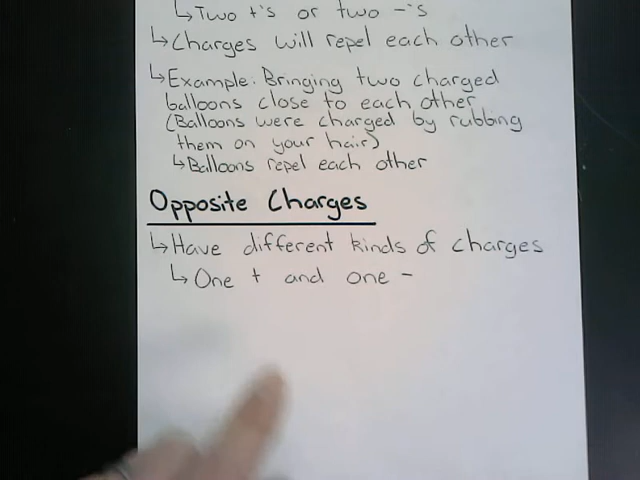 ↳ Two +'s or two -'s
↳ Charges will repel each other
↳ Example: Bringing two charged
balloons close to each other
(Balloons were charged by rubbing
them on your hair)
↳ Balloons repel each other
Opposite Charges
↳ Have different kinds of charges
↳ One + and one -